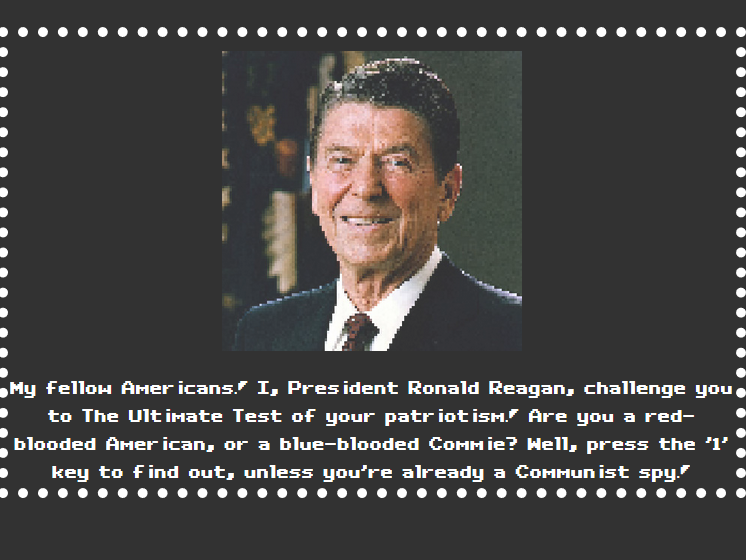 My fellow Americans! I, President Ronald Reagan, challenge you
to The Ultimate Test of your patriotism! Are you a red-
blooded American, or a blue-blooded Commie? Well, press the '1'
key to find out, unless you're already a Communist spy!